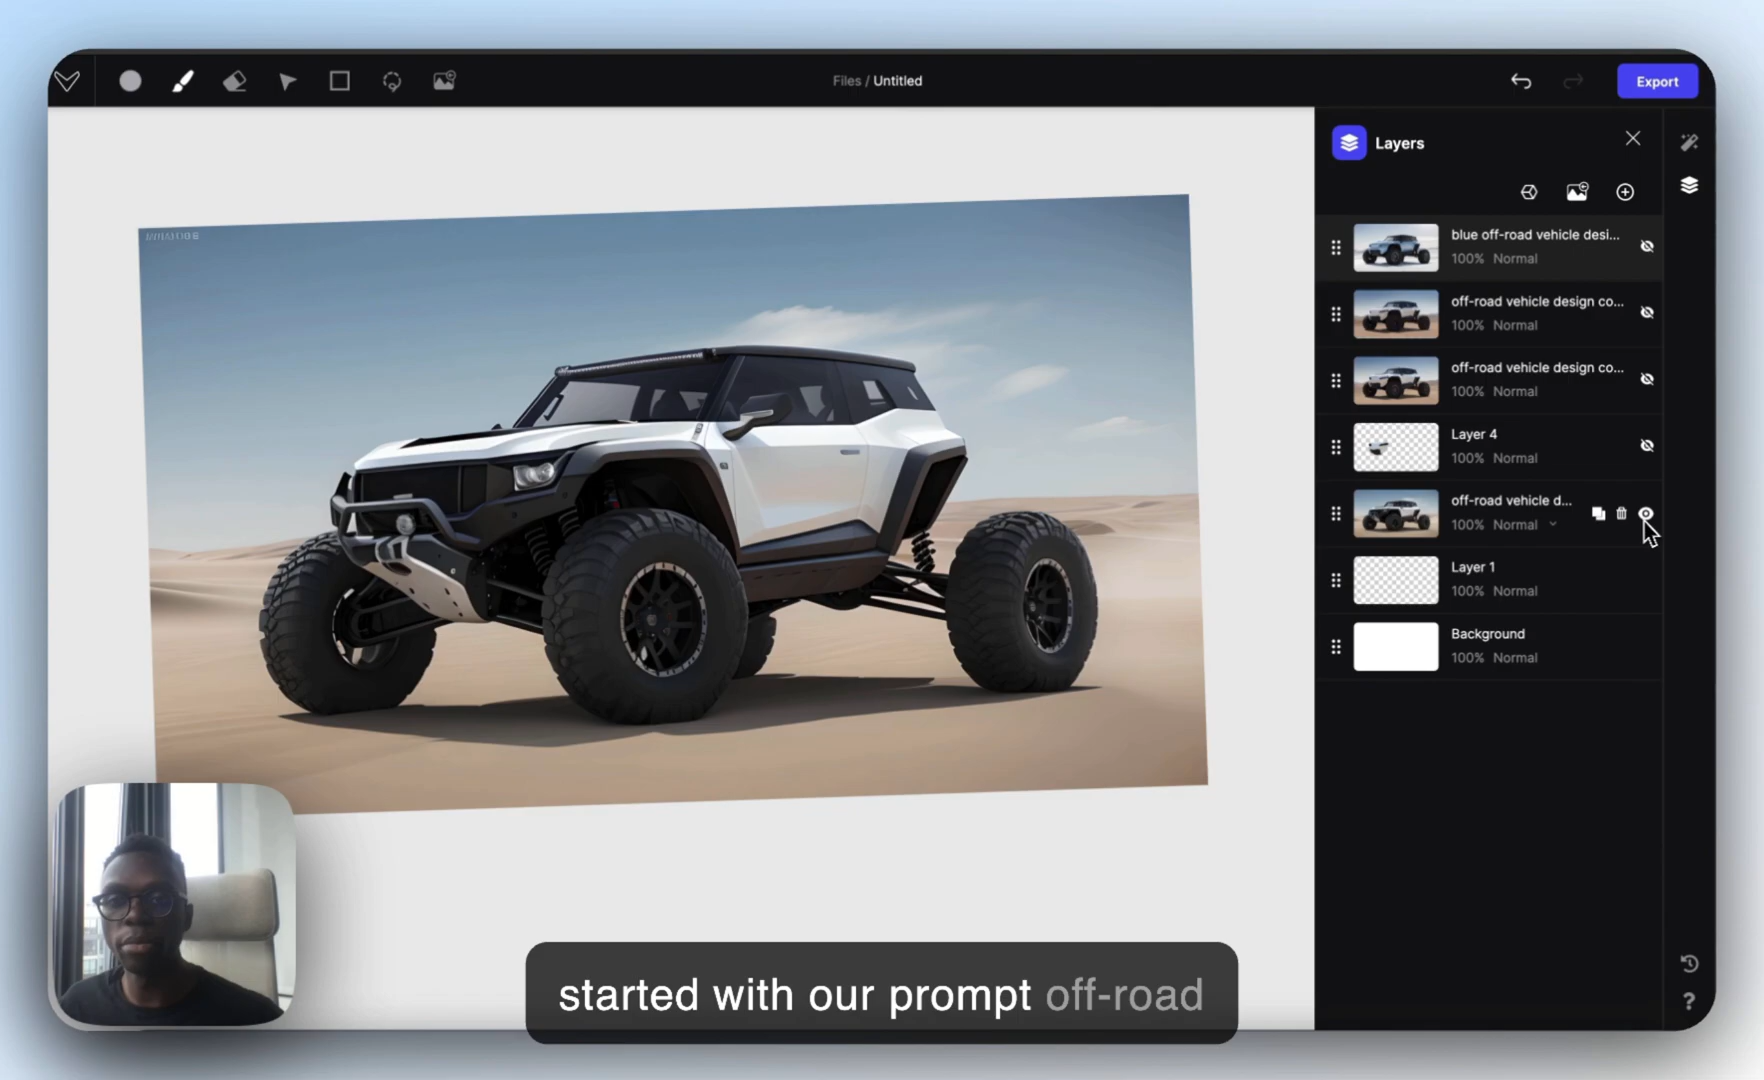 Files / Untitled
Export
Layers
blue off-road vehicle desi...
100% Normal
off-road vehicle design co...
100% Normal
off-road vehicle design co...
100% Normal
Layer 4
100% Normal
off-road vehicle d...
100% Normal
Layer 1
100% Normal
Background
100% Normal
?
started with our prompt off-road